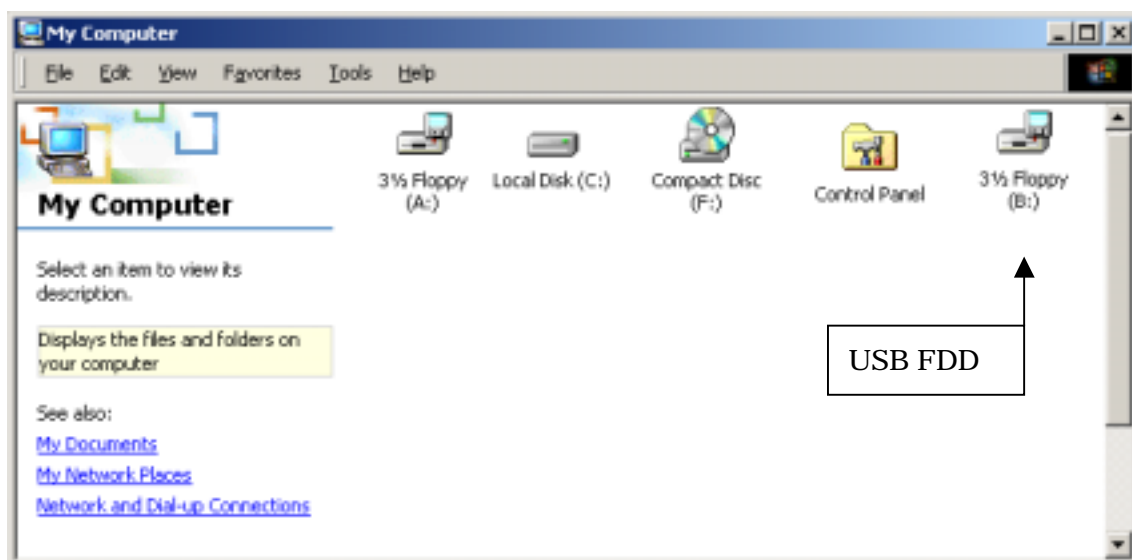 My Computer
File Edit View Favorites Tools Help
My Computer
Select an item to view its
description.
Displays the files and folders on
your computer
See also:
My Documents
My Network Places
Network and Dial-up Connections
3½ Floppy
(A:)
Local Disk (C:)
Compact Disc
(F:)
Control Panel
3½ Floppy
(B:)
USB FDD